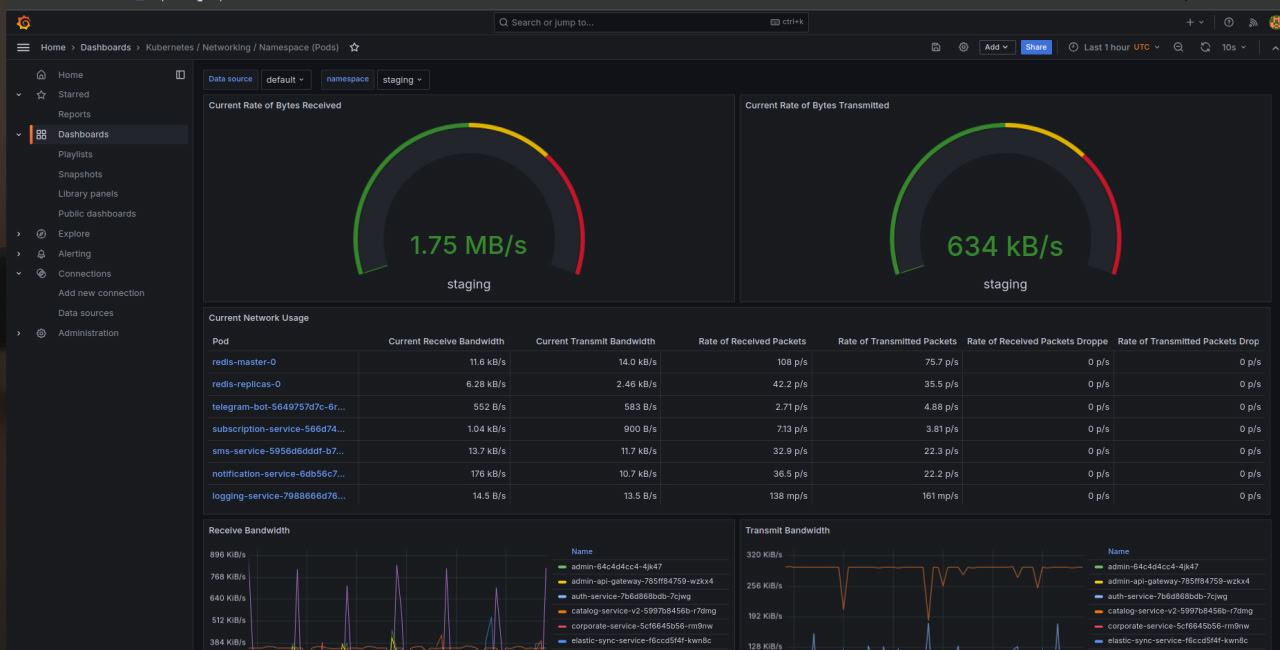 Search or jump to...
ctrl+k
Home › Dashboards › Kubernetes / Networking / Namespace (Pods)
Add
Share
Last 1 hour UTC
10s
Home
Starred
Reports
Dashboards
Playlists
Snapshots
Library panels
Public dashboards
Explore
Alerting
Connections
Add new connection
Data sources
Administration
Data source default namespace staging
Current Rate of Bytes Received
1.75 MB/s
staging
Current Rate of Bytes Transmitted
634 kB/s
staging
Current Network Usage
Pod Current Receive Bandwidth Current Transmit Bandwidth Rate of Received Packets Rate of Transmitted Packets Rate of Received Packets Droppe Rate of Transmitted Packets Drop
redis-master-0 11.6 kB/s 14.0 kB/s 108 p/s 75.7 p/s 0 p/s 0 p/s
redis-replicas-0 6.28 kB/s 2.46 kB/s 42.2 p/s 35.5 p/s 0 p/s 0 p/s
telegram-bot-5649757d7c-6r... 552 B/s 583 B/s 2.71 p/s 4.88 p/s 0 p/s 0 p/s
subscription-service-566d74... 1.04 kB/s 900 B/s 7.13 p/s 3.81 p/s 0 p/s 0 p/s
sms-service-5956d6dddf-b7... 13.7 kB/s 11.7 kB/s 32.9 p/s 22.3 p/s 0 p/s 0 p/s
notification-service-6db56c7... 176 kB/s 10.7 kB/s 36.5 p/s 22.2 p/s 0 p/s 0 p/s
logging-service-7988666d76... 14.5 B/s 13.5 B/s 138 mp/s 161 mp/s 0 p/s 0 p/s
Receive Bandwidth
896 KiB/s
768 KiB/s
640 KiB/s
512 KiB/s
384 KiB/s
Name
admin-64c4d4cc4-4jk47
admin-api-gateway-785ff84759-wzkx4
auth-service-7b6d868bdb-7cjwg
catalog-service-v2-5997b8456b-r7dmg
corporate-service-5cf6645b56-rm9nw
elastic-sync-service-f6ccd5f4f-kwn8c
Transmit Bandwidth
320 KiB/s
256 KiB/s
192 KiB/s
128 KiB/s
Name
admin-64c4d4cc4-4jk47
admin-api-gateway-785ff84759-wzkx4
auth-service-7b6d868bdb-7cjwg
catalog-service-v2-5997b8456b-r7dmg
corporate-service-5cf6645b56-rm9nw
elastic-sync-service-f6ccd5f4f-kwn8c